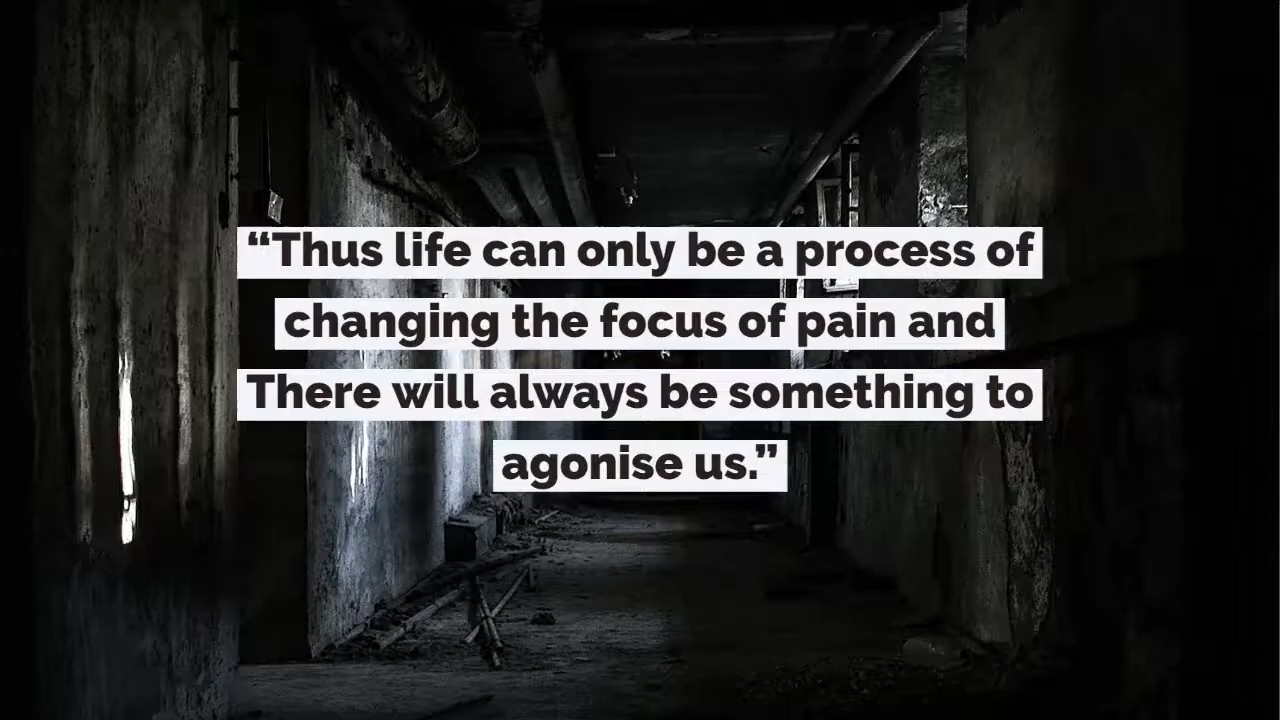 “Thus life can only be a process of
changing the focus of pain and
There will always be something to
agonise us.”